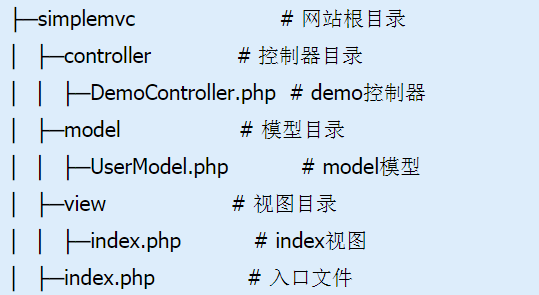 ├─simplemvc # 网站根目录
│ ├─controller # 控制器目录
│ │ ├─DemoController.php # demo控制器
│ ├─model # 模型目录
│ │ ├─UserModel.php # model模型
│ ├─view # 视图目录
│ │ ├─index.php # index视图
│ ├─index.php # 入口文件